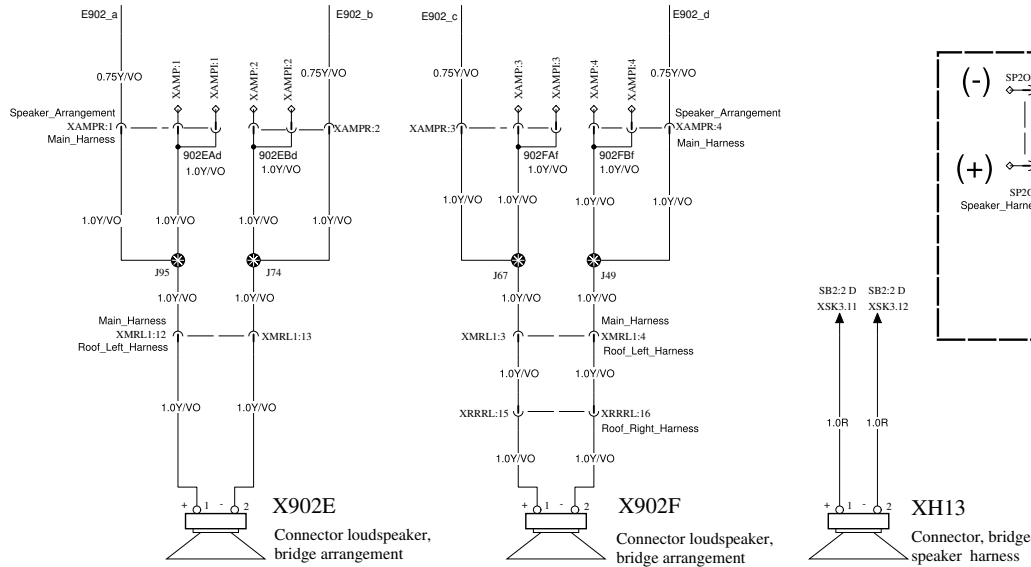 E902_a
E902_b
E902_c
E902_d
0.75Y/VO
XAMP:1
XAMPI:1
XAMP:2
XAMPI:2
0.75Y/VO
0.75Y/VO
XAMP:3
XAMPI:3
XAMP:4
XAMPI:4
0.75Y/VO
(-)
SP2O
Speaker_Arrangement
XAMPR:1
Main_Harness
XAMPR:2
XAMPR:3
Speaker_Arrangement
XAMPR:4
Main_Harness
902EAd
1.0Y/VO
902EBd
1.0Y/VO
902FAf
1.0Y/VO
902FBf
1.0Y/VO
(+)
SP2O
Speaker_Harne
1.0Y/VO
1.0Y/VO
1.0Y/VO
1.0Y/VO
1.0Y/VO
1.0Y/VO
1.0Y/VO
1.0Y/VO
J95
J74
J67
J49
1.0Y/VO
1.0Y/VO
1.0Y/VO
1.0Y/VO
SB2:2 D
XSK3.11
SB2:2 D
XSK3.12
Main_Harness
XMRL1:12
Roof_Left_Harness
XMRL1:13
XMRL1:3
Main_Harness
XMRL1:4
Roof_Left_Harness
1.0Y/VO
1.0Y/VO
1.0Y/VO
1.0Y/VO
XRRRL:15
XRRRL:16
Roof_Right_Harness
1.0R
1.0R
1.0Y/VO
1.0Y/VO
+ 1 - 2
X902E
Connector loudspeaker,
bridge arrangement
+ 1 - 2
X902F
Connector loudspeaker,
bridge arrangement
+ 1 - 2
XH13
Connector, bridge
speaker harness